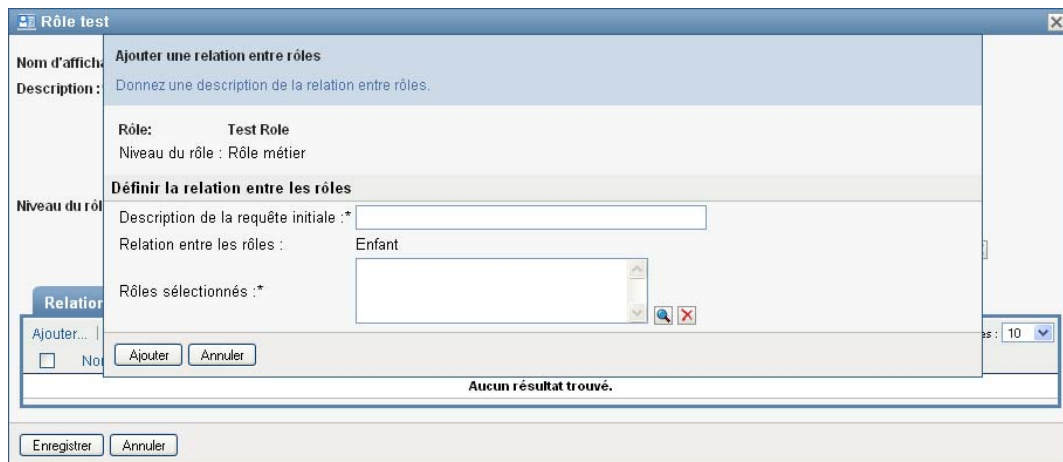 Rôle test
Nom d'affich
Description :
Ajouter une relation entre rôles
Donnez une description de la relation entre rôles.
Rôle: Test Role
Niveau du rôle : Rôle métier
Définir la relation entre les rôles
Niveau du rôl
Description de la requête initiale :*
Relation entre les rôles : Enfant
Rôles sélectionnés :*
Relation
Ajouter... | es : 10
Nor
Ajouter Annuler
Aucun résultat trouvé.
Enregistrer Annuler